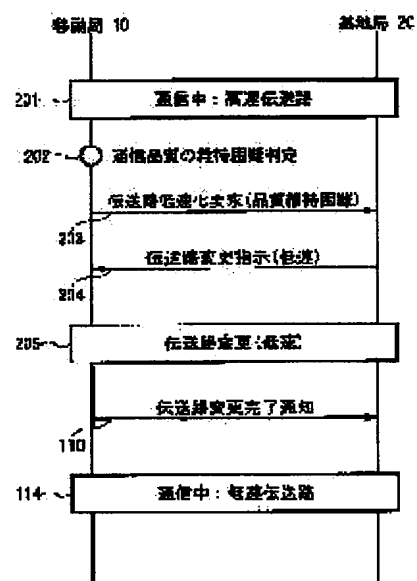 移動局 10
基地局 20
201
通信中：高速伝送路
202
通信品質の維持困難判定
伝送路低速化要求(品質維持困難)
203
伝送路変更指示(低速)
204
205
伝送路変更(低速)
伝送路変更完了通知
110
114
通信中：低速伝送路